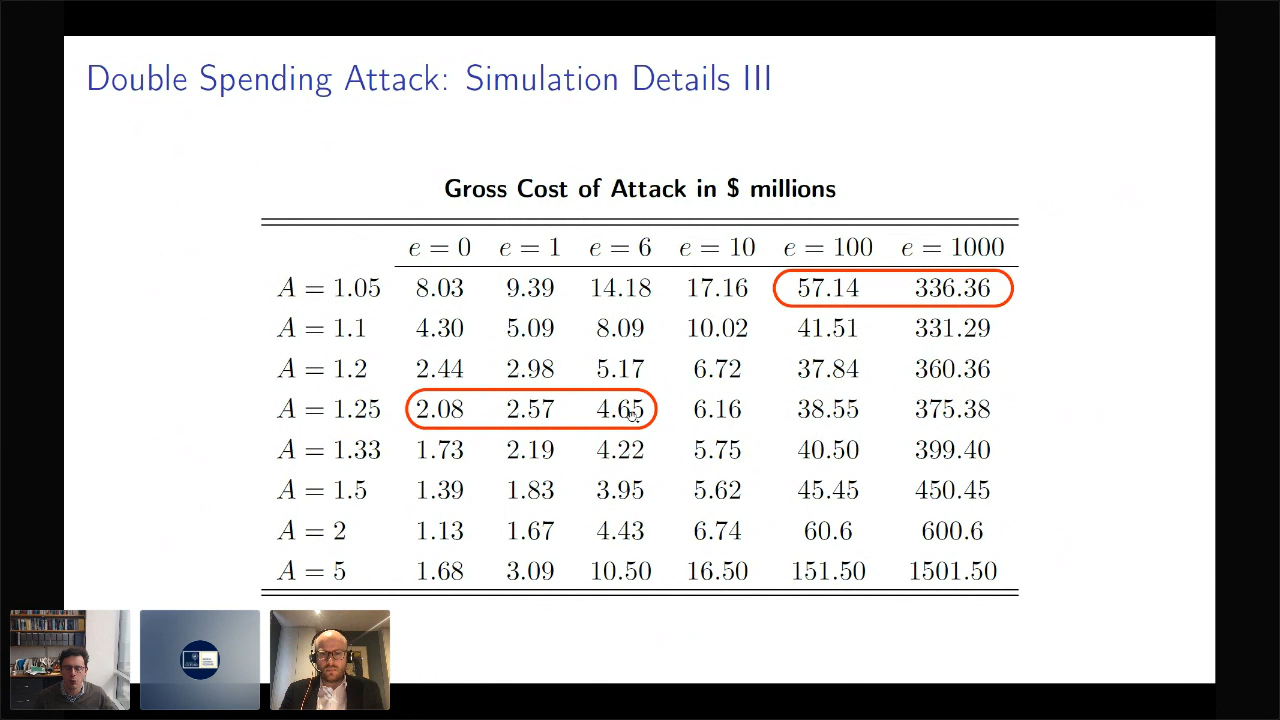 Double Spending Attack: Simulation Details III
Gross Cost of Attack in $ millions
e = 0 e = 1 e = 6 e = 10 e = 100 e = 1000
A = 1.05 8.03 9.39 14.18 17.16 57.14 336.36
A = 1.1 4.30 5.09 8.09 10.02 41.51 331.29
A = 1.2 2.44 2.98 5.17 6.72 37.84 360.36
A = 1.25 2.08 2.57 4.65 6.16 38.55 375.38
A = 1.33 1.73 2.19 4.22 5.75 40.50 399.40
A = 1.5 1.39 1.83 3.95 5.62 45.45 450.45
A = 2 1.13 1.67 4.43 6.74 60.6 600.6
A = 5 1.68 3.09 10.50 16.50 151.50 1501.50